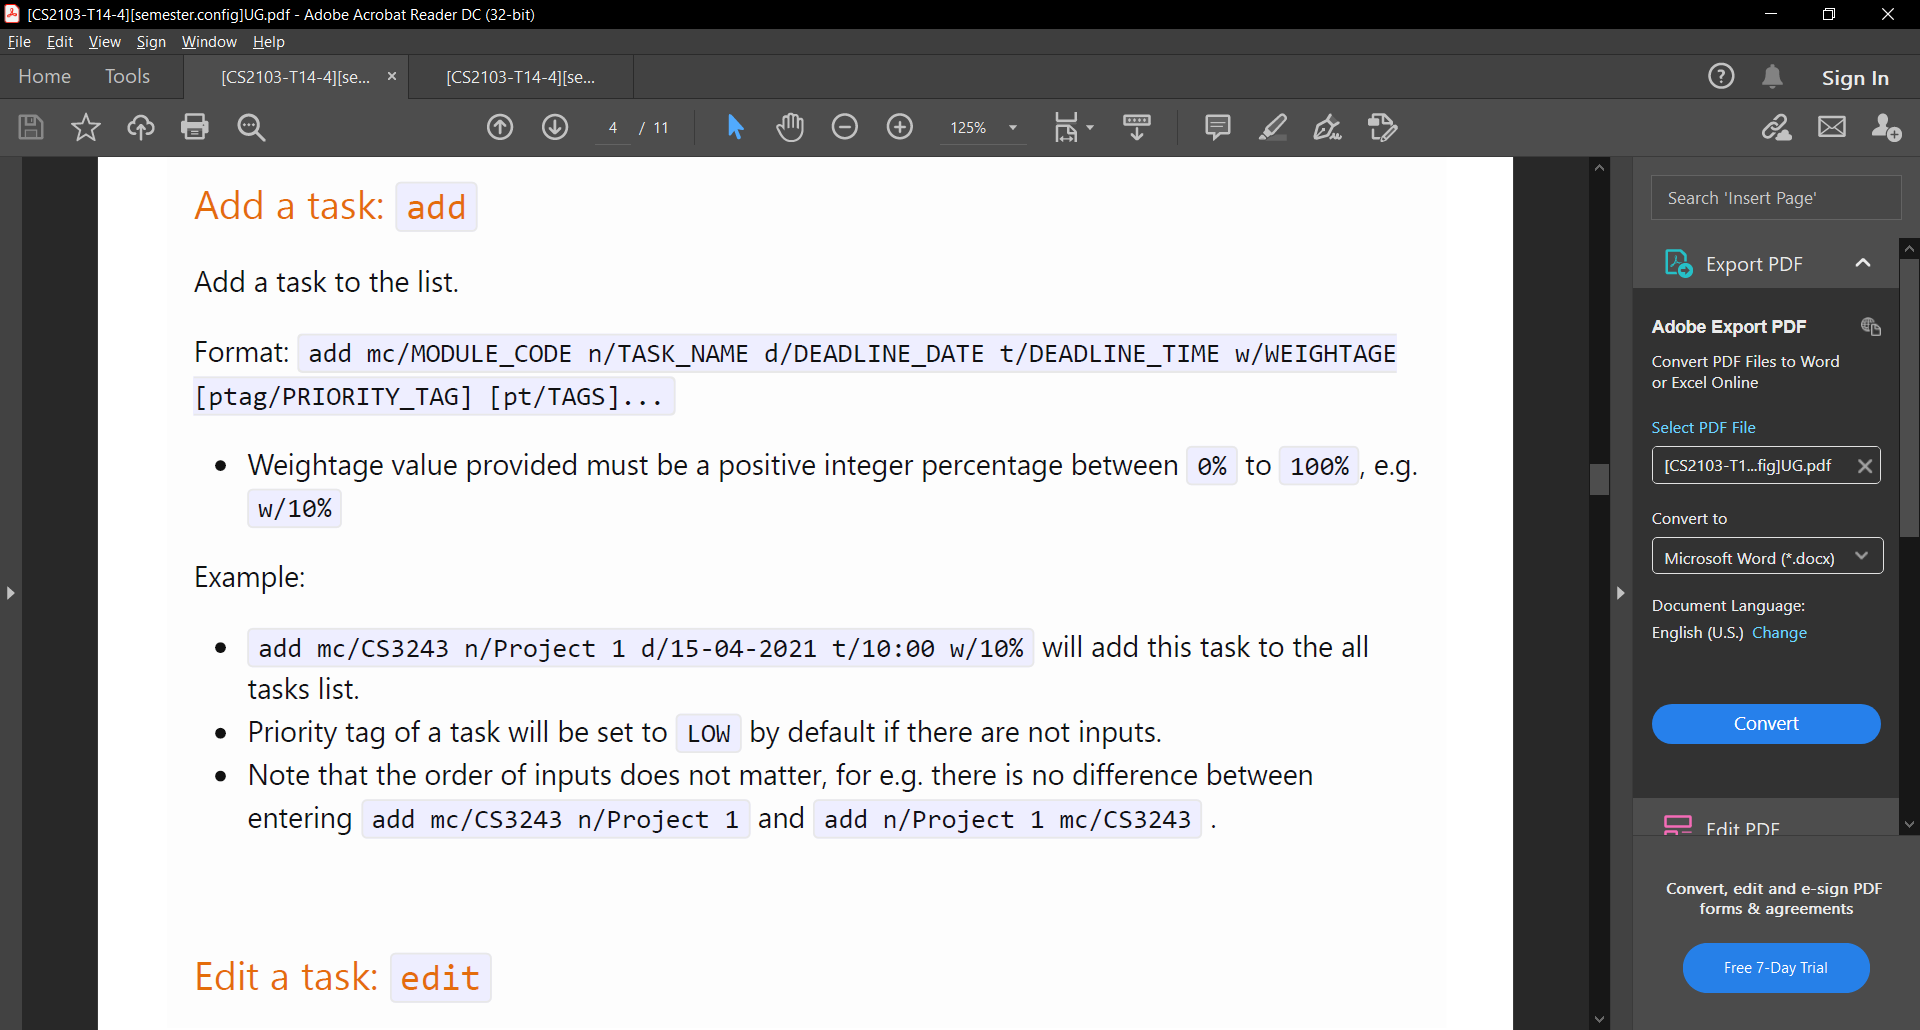 [CS2103-T14-4][semester.config]UG.pdf - Adobe Acrobat Reader DC (32-bit)
File Edit View Sign Window Help
Home Tools [CS2103-T14-4][se... × [CS2103-T14-4][se... ? Sign In
4 / 11 125%
Add a task: add
Add a task to the list.
Format: add mc/MODULE_CODE n/TASK_NAME d/DEADLINE_DATE t/DEADLINE_TIME w/WEIGHTAGE
[ptag/PRIORITY_TAG] [pt/TAGS]...
• Weightage value provided must be a positive integer percentage between 0% to 100% , e.g.
w/10%
Example:
• add mc/CS3243 n/Project 1 d/15-04-2021 t/10:00 w/10% will add this task to the all
tasks list.
• Priority tag of a task will be set to LOW by default if there are not inputs.
• Note that the order of inputs does not matter, for e.g. there is no difference between
entering add mc/CS3243 n/Project 1 and add n/Project 1 mc/CS3243 .
Edit a task: edit
Search 'Insert Page'
Export PDF
Adobe Export PDF
Convert PDF Files to Word
or Excel Online
Select PDF File
[CS2103-T1...fig]UG.pdf
Convert to
Microsoft Word (*.docx)
Document Language:
English (U.S.) Change
Convert
Edit PDF
Convert, edit and e-sign PDF
forms & agreements
Free 7-Day Trial